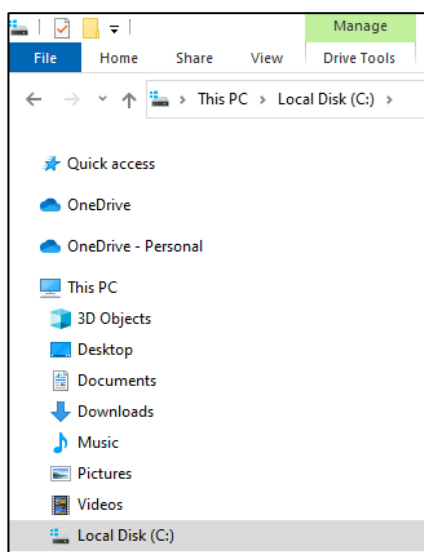 Manage
File Home Share View Drive Tools
This PC > Local Disk (C:) >
Quick access
OneDrive
OneDrive - Personal
This PC
3D Objects
Desktop
Documents
Downloads
Music
Pictures
Videos
Local Disk (C:)